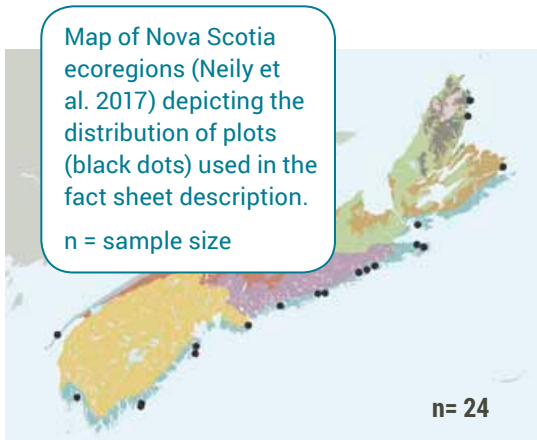 Map of Nova Scotia
ecoregions (Neily et
al. 2017) depicting the
distribution of plots
(black dots) used in the
fact sheet description.
n = sample size
n= 24